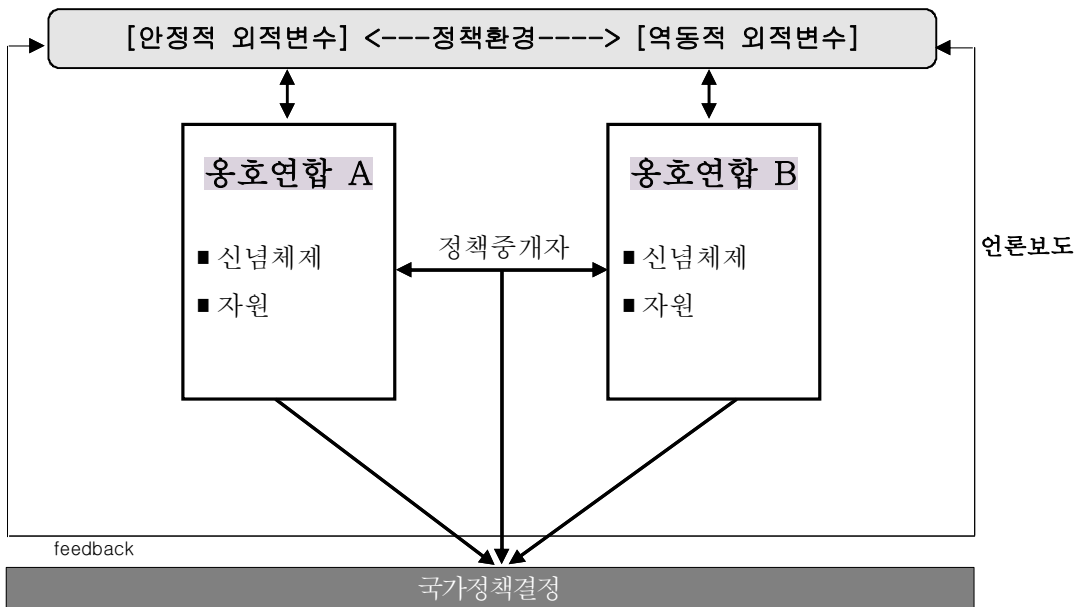 [안정적 외적변수] <---정책환경----> [역동적 외적변수]
옹호연합 A
■ 신념체제
■ 자원
정책중개자
옹호연합 B
■ 신념체제
■ 자원
언론보도
feedback
국가정책결정